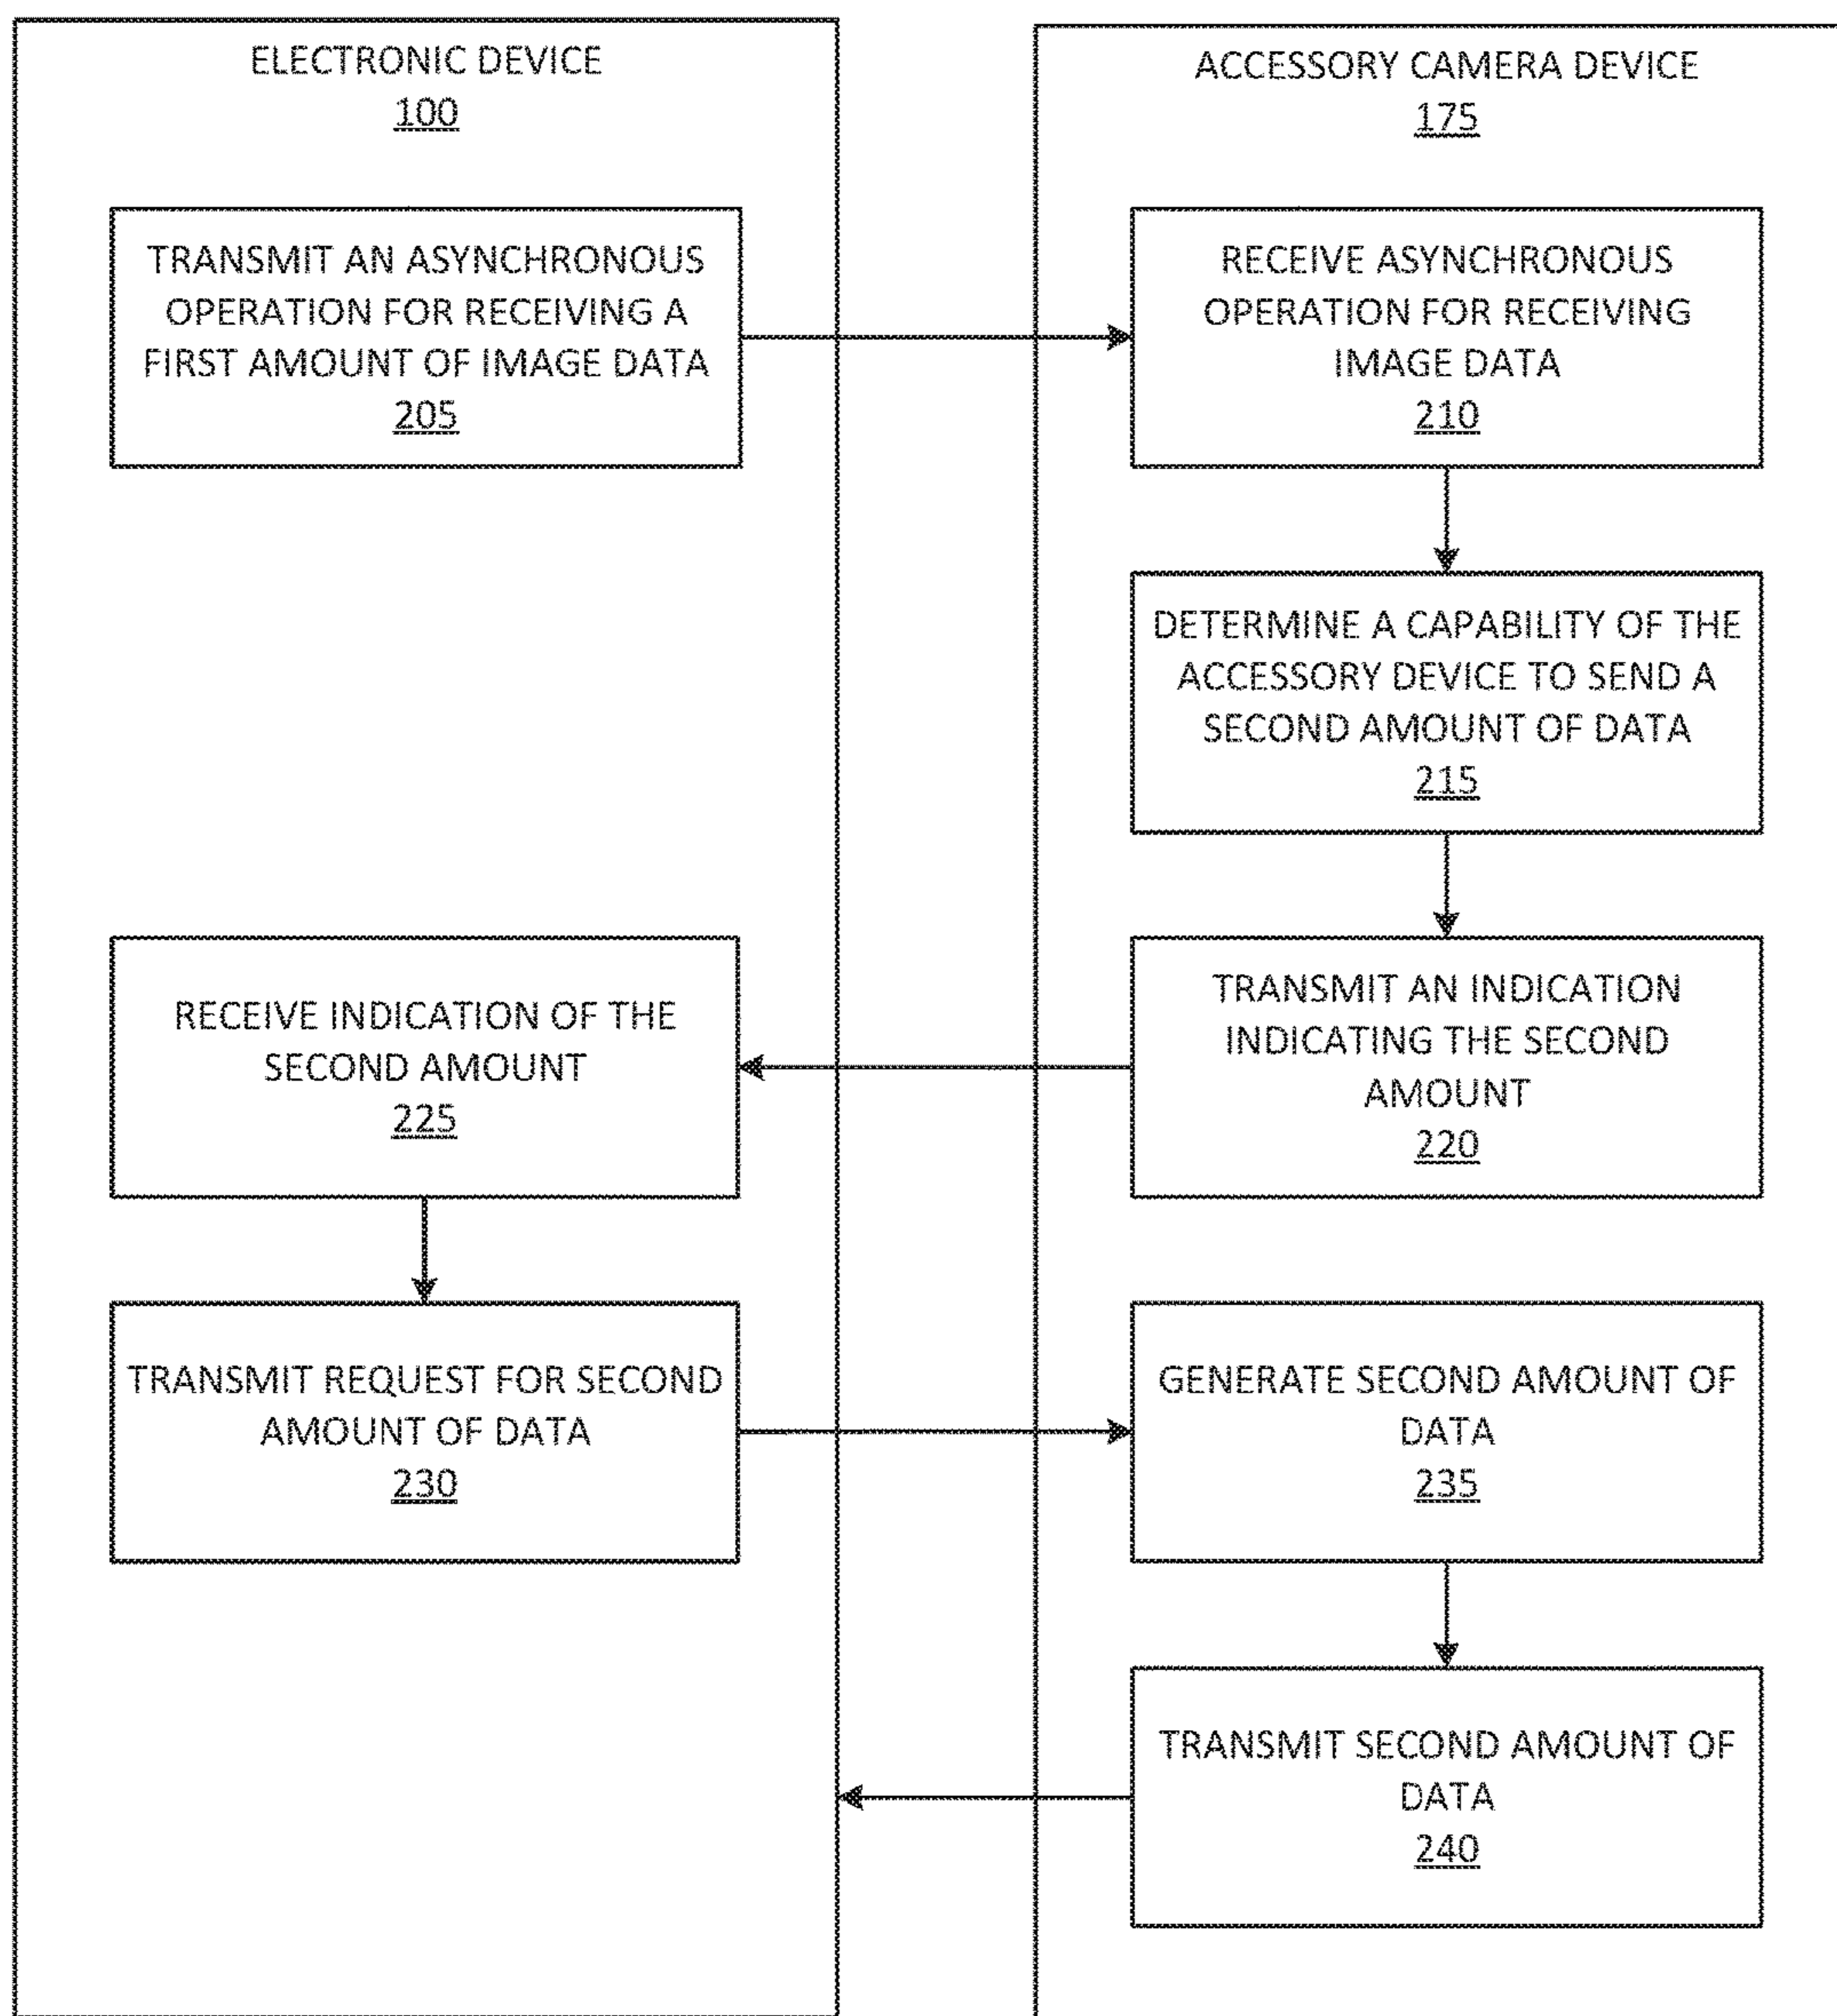 ELECTRONIC DEVICE
100
ACCESSORY CAMERA DEVICE
175
TRANSMIT AN ASYNCHRONOUS
OPERATION FOR RECEIVING A
FIRST AMOUNT OF IMAGE DATA
205
RECEIVE ASYNCHRONOUS
OPERATION FOR RECEIVING
IMAGE DATA
210
DETERMINE A CAPABILITY OF THE
ACCESSORY DEVICE TO SEND A
SECOND AMOUNT OF DATA
215
TRANSMIT AN INDICATION
INDICATING THE SECOND
AMOUNT
220
RECEIVE INDICATION OF THE
SECOND AMOUNT
225
TRANSMIT REQUEST FOR SECOND
AMOUNT OF DATA
230
GENERATE SECOND AMOUNT OF
DATA
235
TRANSMIT SECOND AMOUNT OF
DATA
240